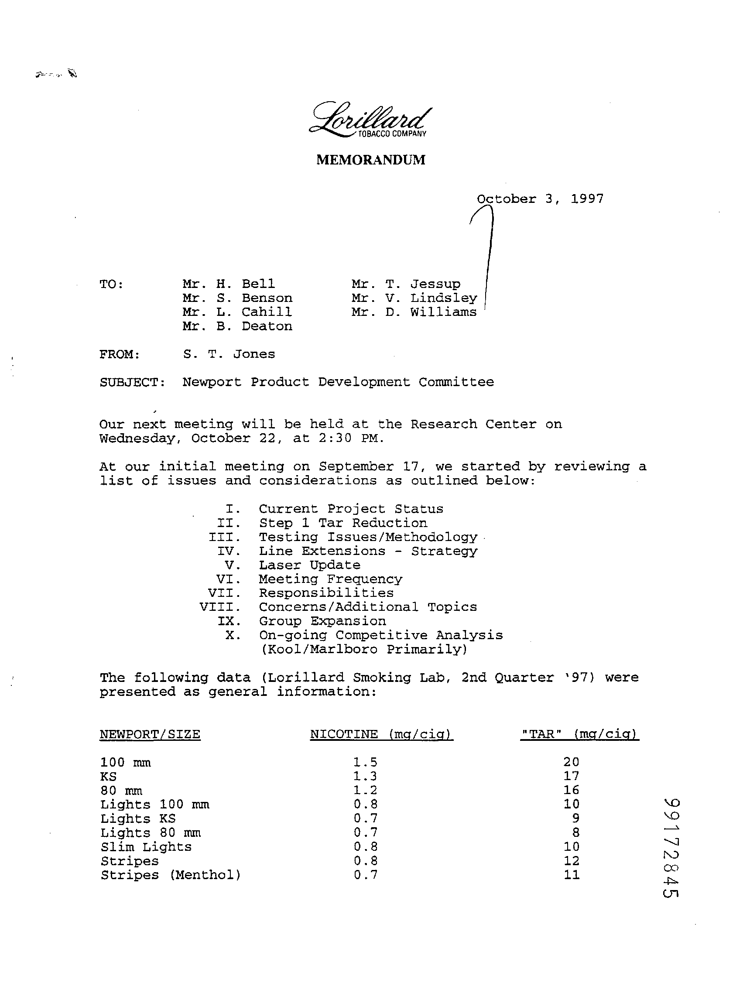 Lorillard
TOBACCO COMPANY
MEMORANDUM
October 3, 1997
TO: Mr. H. Bell Mr. T. Jessup
Mr. S. Benson Mr. V. Lindsley
Mr. L. Cahill Mr. D. Williams
Mr. B. Deaton
FROM: S. T. Jones
SUBJECT: Newport Product Development Committee
Our next meeting will be held at the Research Center on
Wednesday, October 22, at 2:30 PM.
At our initial meeting on September 17, we started by reviewing a
list of issues and considerations as outlined below:
I. Current Project Status
II. Step 1 Tar Reduction
III. Testing Issues/Methodology
IV. Line Extensions - Strategy
V. Laser Update
VI. Meeting Frequency
VII. Responsibilities
VIII. Concerns/Additional Topics
IX. Group Expansion
X. On-going Competitive Analysis
(Kool/Marlboro Primarily)
The following data (Lorillard Smoking Lab, 2nd Quarter '97) were
presented as general information:
NEWPORT/SIZE NICOTINE (mg/cig) "TAR" (mg/cig)
100 mm 1.5 20
KS 1.3 17
80 mm 1.2 16
Lights 100 mm 0.8 10
Lights KS 0.7 9
Lights 80 mm 0.7 8
Slim Lights 0.8 10
Stripes 0.8 12
Stripes (Menthol) 0.7 11
99172845